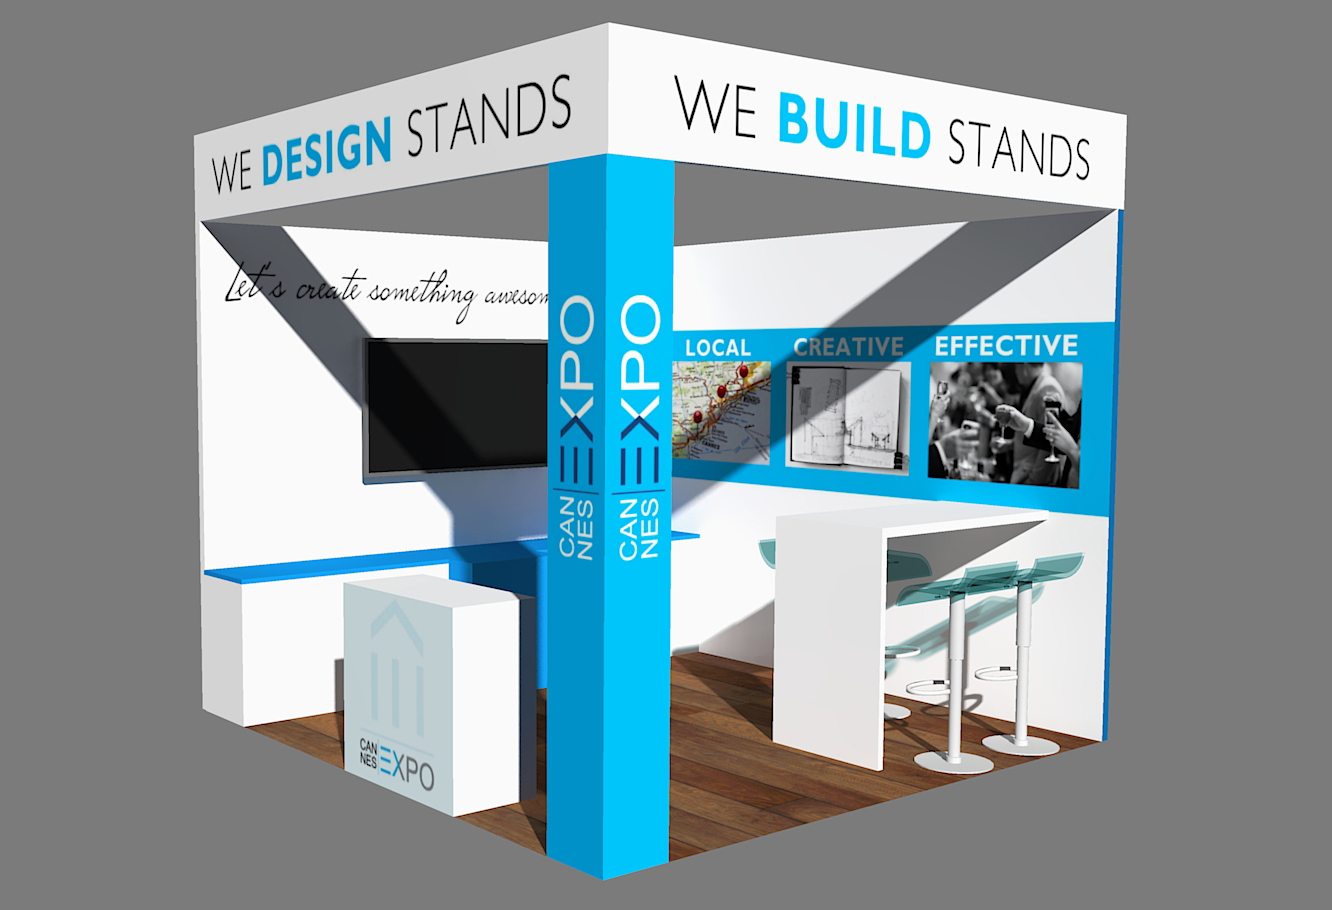 WE DESIGN STANDS
WE BUILD STANDS
Let's create something
LOCAL
CREATIVE
EFFECTIVE
CAN
NES
EXPO
CAN
NES
EXPO
CAN
NES
EXPO